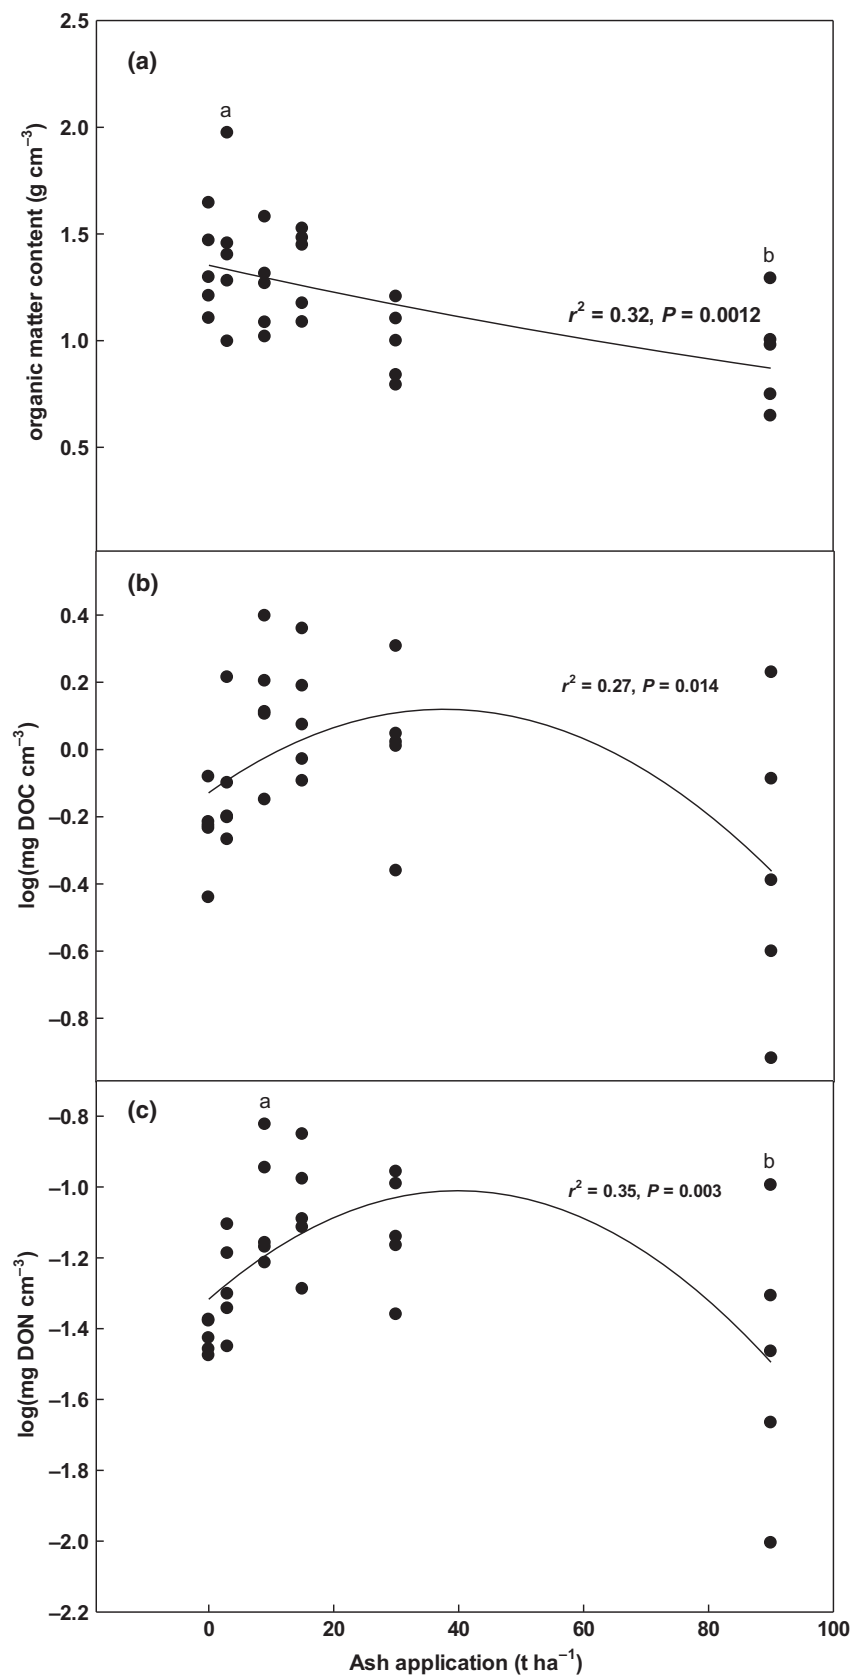 2.5
(a)
a
2.0
1.5
b
r² = 0.32, P = 0.0012
1.0
0.5
organic matter content (g cm⁻³)
(b)
0.4
0.2
r² = 0.27, P = 0.014
0.0
–0.2
–0.4
–0.6
–0.8
log(mg DOC cm⁻³)
(c)
a
–0.8
b
–1.0
r² = 0.35, P = 0.003
–1.2
–1.4
–1.6
–1.8
–2.0
–2.2
log(mg DON cm⁻³)
0 20 40 60 80 100
Ash application (t ha⁻¹)